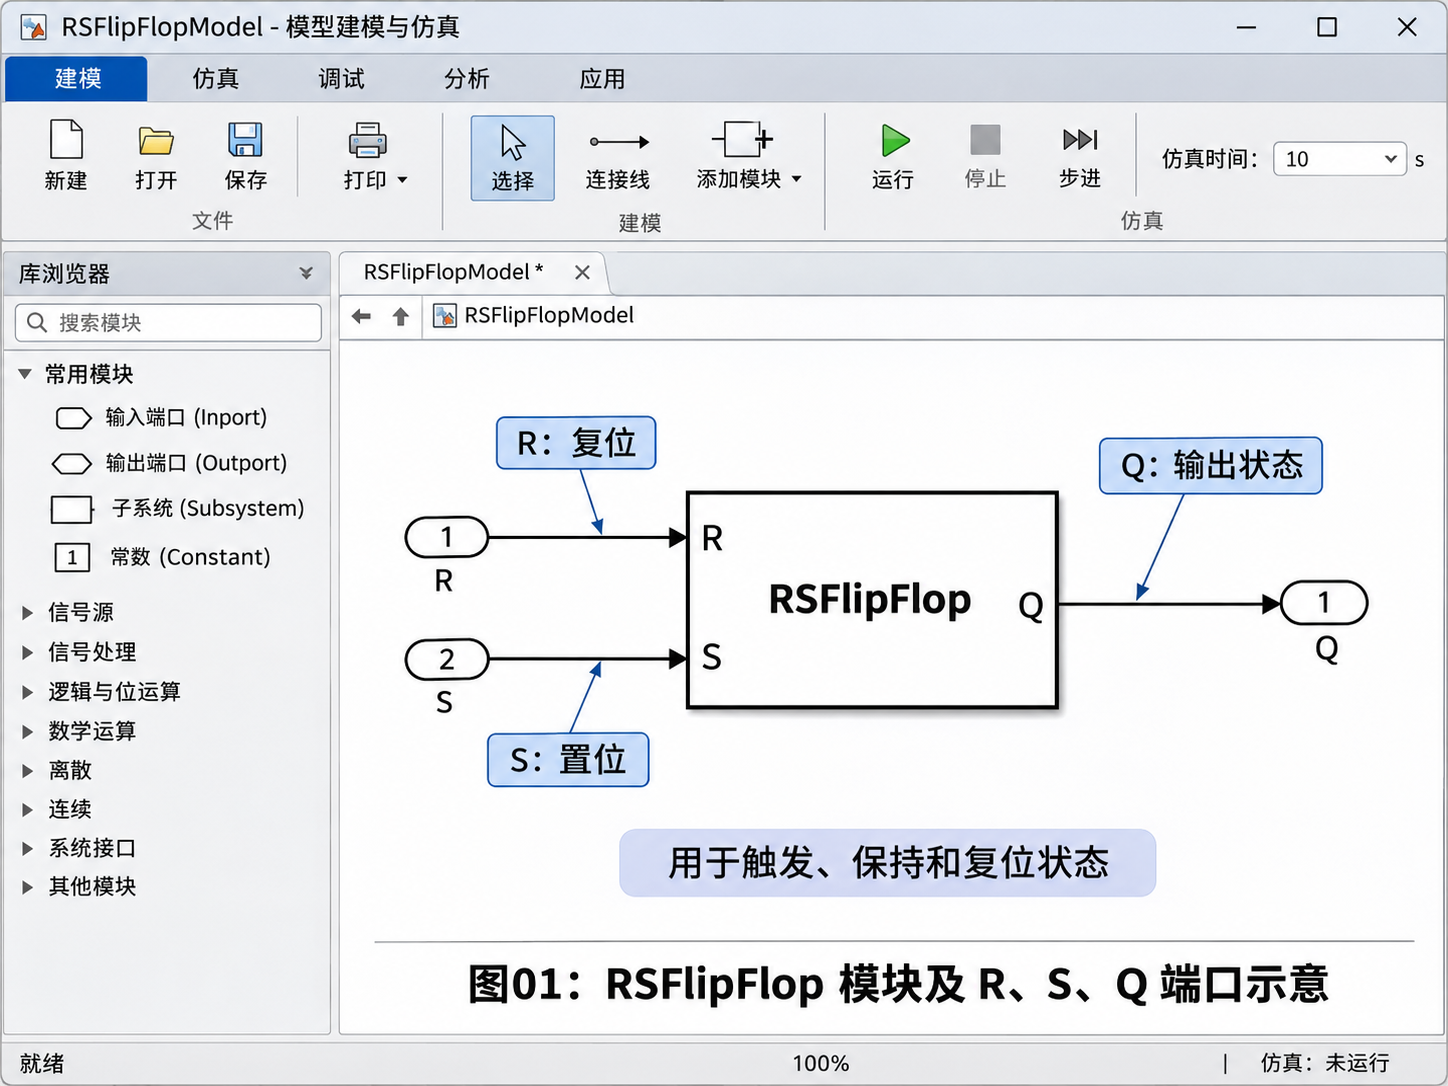 RSFlipFlopModel - 模型建模与仿真
建模 仿真 调试 分析 应用
新建 打开 保存 打印 选择 连接线 添加模块 运行 停止 步进 仿真时间： 10 s
文件 建模 仿真
库浏览器
搜索模块
常用模块
输入端口 (Inport)
输出端口 (Outport)
子系统 (Subsystem)
1 常数 (Constant)
信号源
信号处理
逻辑与位运算
数学运算
离散
连续
系统接口
其他模块
RSFlipFlopModel *
RSFlipFlopModel
R：复位
Q：输出状态
1 R
R
RSFlipFlop Q 1
Q
2 S
S
S：置位
用于触发、保持和复位状态
图01：RSFlipFlop 模块及 R、S、Q 端口示意
就绪 100% | 仿真：未运行